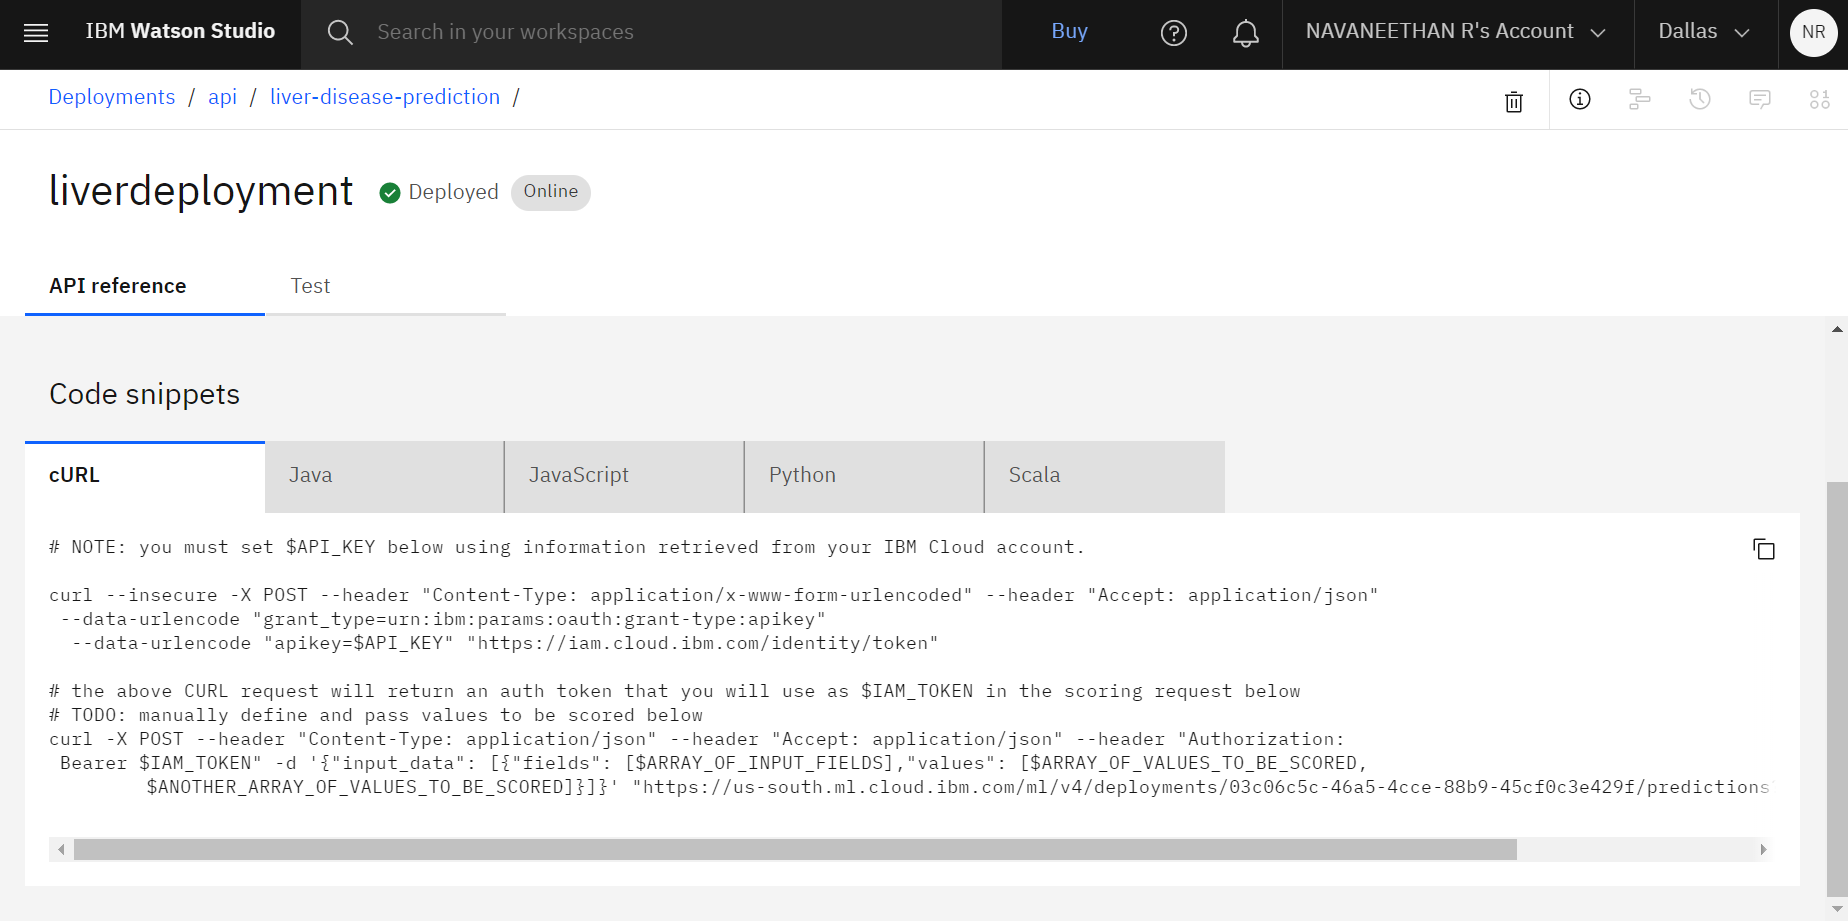 IBM Watson Studio
Search in your workspaces
Buy
NAVANEETHAN R's Account
Dallas
NR
Deployments / api / liver-disease-prediction /
liverdeployment
Deployed
Online
API reference
Test
Code snippets
cURL
Java
JavaScript
Python
Scala
# NOTE: you must set $API_KEY below using information retrieved from your IBM Cloud account.
curl --insecure -X POST --header "Content-Type: application/x-www-form-urlencoded" --header "Accept: application/json"
--data-urlencode "grant_type=urn:ibm:params:oauth:grant-type:apikey"
--data-urlencode "apikey=$API_KEY" "https://iam.cloud.ibm.com/identity/token"
# the above CURL request will return an auth token that you will use as $IAM_TOKEN in the scoring request below
# TODO: manually define and pass values to be scored below
curl -X POST --header "Content-Type: application/json" --header "Accept: application/json" --header "Authorization:
Bearer $IAM_TOKEN" -d '{"input_data": [{"fields": [$ARRAY_OF_INPUT_FIELDS],"values": [$ARRAY_OF_VALUES_TO_BE_SCORED,
$ANOTHER_ARRAY_OF_VALUES_TO_BE_SCORED]}]}' "https://us-south.ml.cloud.ibm.com/ml/v4/deployments/03c06c5c-46a5-4cce-88b9-45cf0c3e429f/predictions